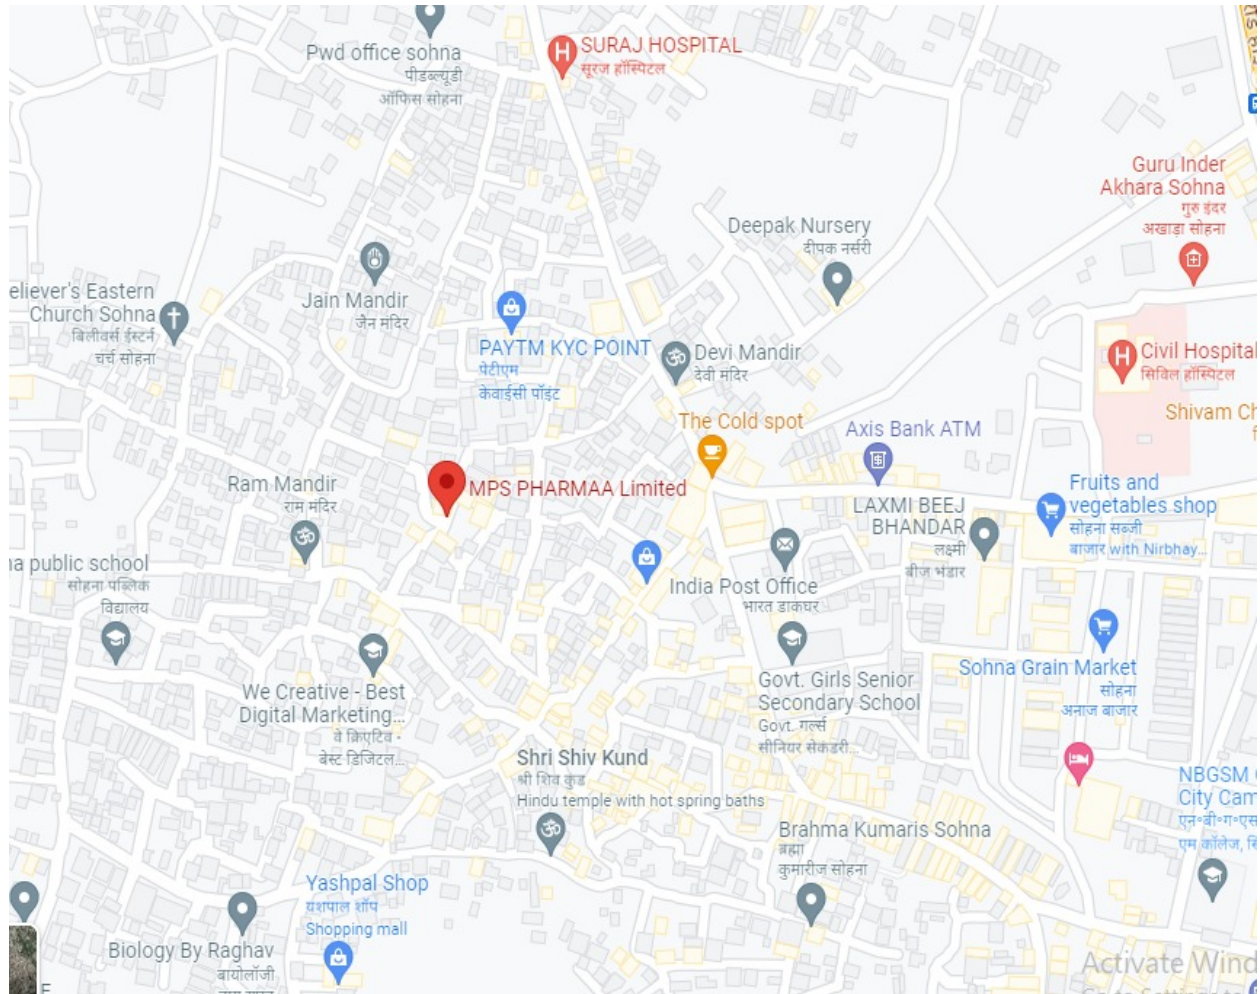 Pwd office sohna
पीडब्ल्यूडी
ऑफिस सोहना
SURAJ HOSPITAL
सूरज हॉस्पिटल
Guru Inder
Akhara Sohna
गुरु इंदर
अखाड़ा सोहना
Deepak Nursery
दीपक नर्सरी
eliever's Eastern
Church Sohna
बिलीवर्स ईस्टर्न
चर्च सोहना
Jain Mandir
जैन मंदिर
PAYTM KYC POINT
पेटीएम
केवाईसी पॉइंट
Devi Mandir
देवी मंदिर
Civil Hospital
सिविल हॉस्पिटल
Shivam Ch
The Cold spot
Axis Bank ATM
Ram Mandir
राम मंदिर
MPS PHARMAA Limited
LAXMI BEEJ
BHANDAR
लक्ष्मी
बीज भंडार
Fruits and
vegetables shop
सोहना सब्जी
बाजार with Nirbhay...
na public school
सोहना पब्लिक
विद्यालय
India Post Office
भारत डाकघर
Sohna Grain Market
सोहना
अनाज बाजार
We Creative - Best
Digital Marketing...
वे क्रिएटिव -
बेस्ट डिजिटल...
Govt. Girls Senior
Secondary School
Govt. गर्ल्स
सीनियर सेकंडरी...
Shri Shiv Kund
श्री शिव कुंड
Hindu temple with hot spring baths
NBGSM
City Cam
एन॰बी॰ग॰एस
एम कॉलेज, सि
Brahma Kumaris Sohna
ब्रह्मा
कुमारीज सोहना
Yashpal Shop
यशपाल शॉप
Shopping mall
Biology By Raghav
बायोलॉजी
Activate Wind